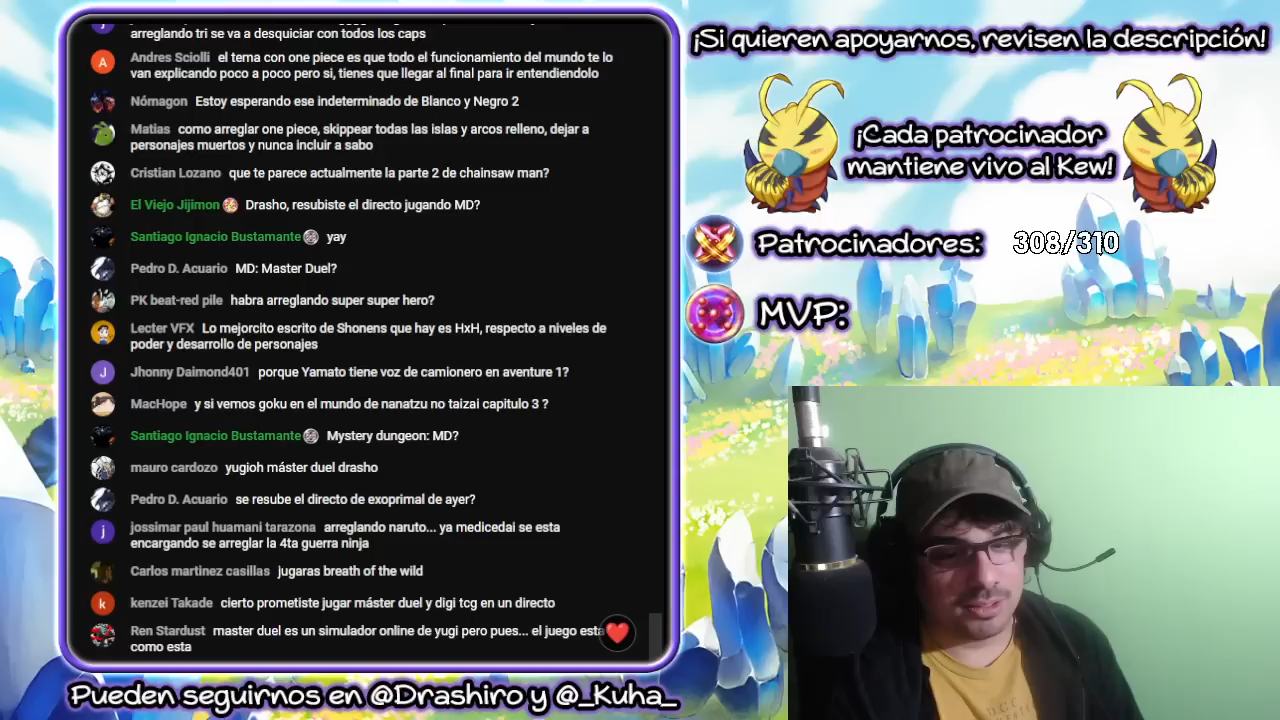 arreglando tri se va a desquiciar con todos los caps
A Andres Sciolli el tema con one piece es que todo el funcionamiento del mundo te lo
van explicando poco a poco pero si, tienes que llegar al final para ir entendiendolo
Nómagon Estoy esperando ese indeterminado de Blanco y Negro 2
Matias como arreglar one piece, skippear todas las islas y arcos relleno, dejar a
personajes muertos y nunca incluir a sabo
Cristian Lozano que te parece actualmente la parte 2 de chainsaw man?
El Viejo Jijimon Drasho, resubiste el directo jugando MD?
Santiago Ignacio Bustamante yay
Pedro D. Acuario MD: Master Duel?
PK beat-red pile habra arreglando super super hero?
Lecter VFX Lo mejorcito escrito de Shonens que hay es HxH, respecto a niveles de
poder y desarrollo de personajes
J Jhonny Daimond401 porque Yamato tiene voz de camionero en aventure 1?
MacHope y si vemos goku en el mundo de nanatzu no taizai capitulo 3 ?
Santiago Ignacio Bustamante Mystery dungeon: MD?
mauro cardozo yugioh máster duel drasho
Pedro D. Acuario se resube el directo de exoprimal de ayer?
j jossimar paul huamani tarazona arreglando naruto... ya medicedai se esta
encargando se arreglar la 4ta guerra ninja
Carlos martinez casillas jugaras breath of the wild
k kenzei Takade cierto prometiste jugar máster duel y digi tcg en un directo
Ren Stardust master duel es un simulador online de yugi pero pues... el juego esta
como esta
Pueden seguirnos en @Drashiro y @_Kuha_
¡Si quieren apoyarnos, revisen la descripción!
¡Cada patrocinador
mantiene vivo al Kew!
Patrocinadores: 308/310
MVP: